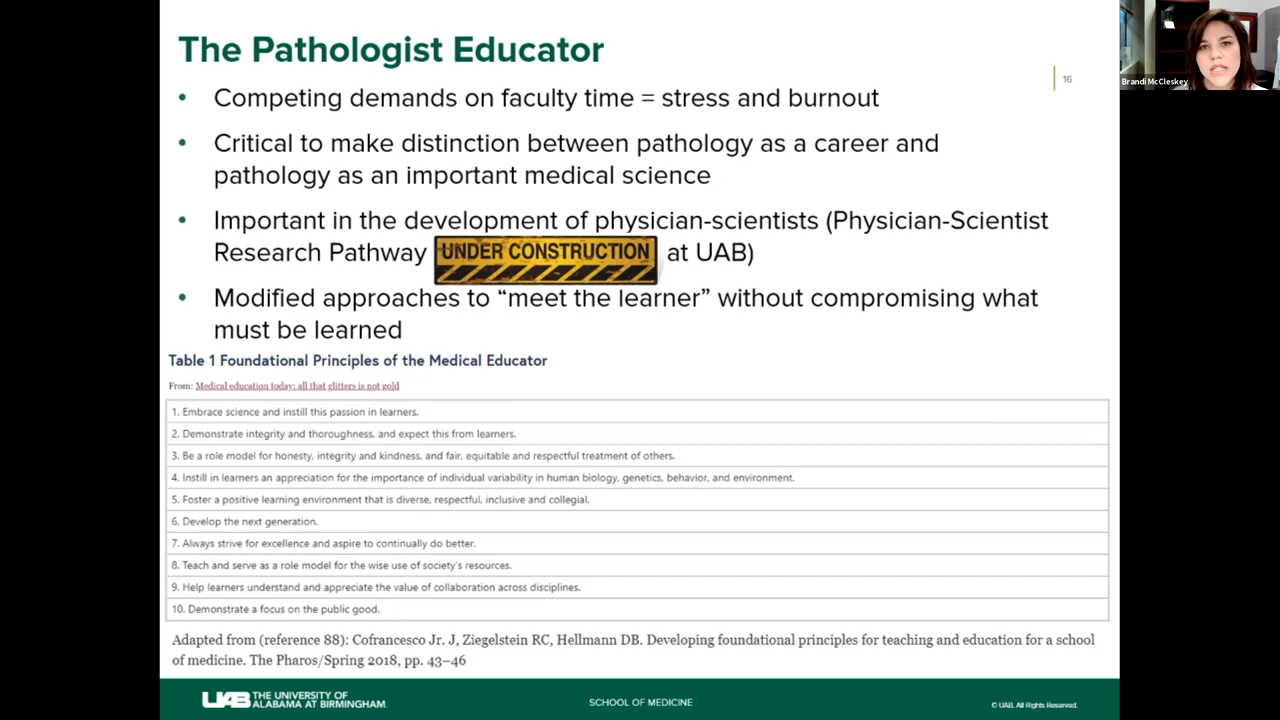 The Pathologist Educator
16
Brandi McCleskey
• Competing demands on faculty time = stress and burnout
• Critical to make distinction between pathology as a career and
pathology as an important medical science
• Important in the development of physician-scientists (Physician-Scientist
Research Pathway UNDER CONSTRUCTION at UAB)
• Modified approaches to “meet the learner” without compromising what
must be learned
Table 1 Foundational Principles of the Medical Educator
From: Medical education today: all that glitters is not gold
1. Embrace science and instill this passion in learners.
2. Demonstrate integrity and thoroughness, and expect this from learners.
3. Be a role model for honesty, integrity and kindness, and fair, equitable and respectful treatment of others.
4. Instill in learners an appreciation for the importance of individual variability in human biology, genetics, behavior, and environment.
5. Foster a positive learning environment that is diverse, respectful, inclusive and collegial.
6. Develop the next generation.
7. Always strive for excellence and aspire to continually do better.
8. Teach and serve as a role model for the wise use of society's resources.
9. Help learners understand and appreciate the value of collaboration across disciplines.
10. Demonstrate a focus on the public good.
Adapted from (reference 88): Cofrancesco Jr. J, Ziegelstein RC, Hellmann DB. Developing foundational principles for teaching and education for a school
of medicine. The Pharos/Spring 2018, pp. 43–46
UAB THE UNIVERSITY OF
ALABAMA AT BIRMINGHAM.
SCHOOL OF MEDICINE
© UAB. All Rights Reserved.